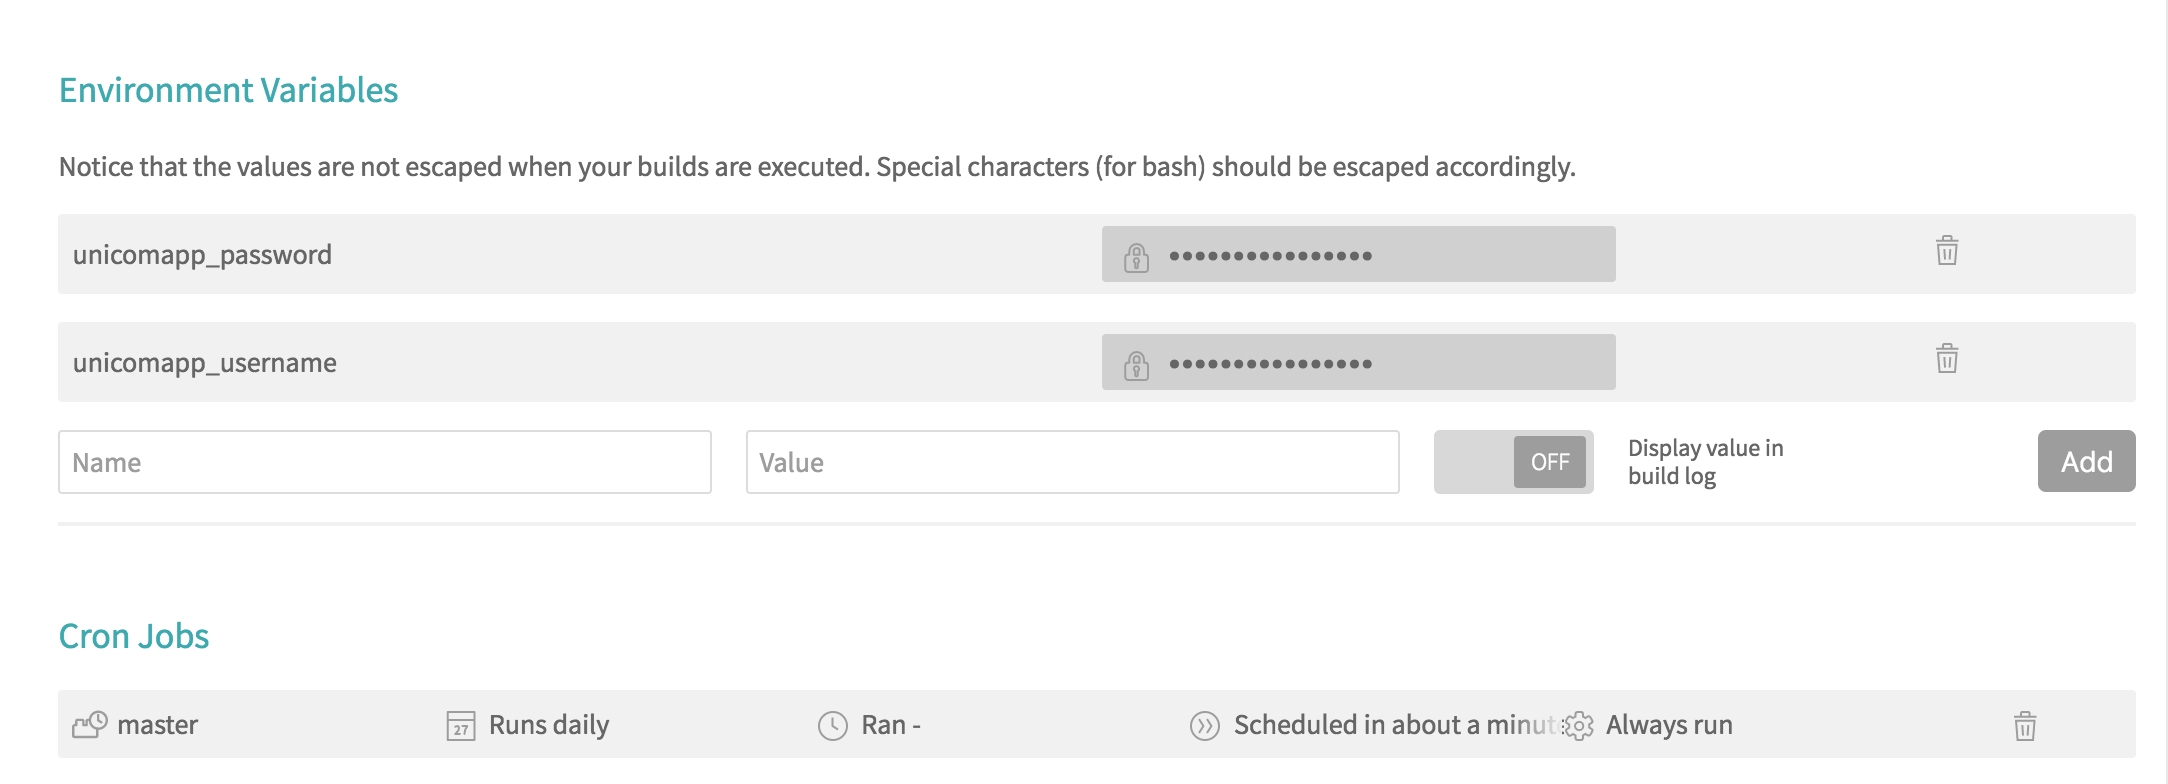 Environment Variables
Notice that the values are not escaped when your builds are executed. Special characters (for bash) should be escaped accordingly.
unicomapp_password ••••••••••••••••
unicomapp_username ••••••••••••••••
Name Value OFF Display value in
build log
Add
Cron Jobs
master 27 Runs daily Ran - Scheduled in about a minute Always run